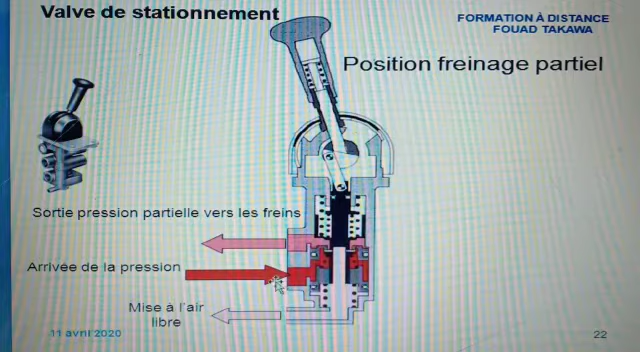 Valve de stationnement
FORMATION À DISTANCE
FOUAD TAKAWA
Position freinage partiel
Sortie pression partielle vers les freins
Arrivée de la pression
Mise à l'air
libre
11 avril 2020
22